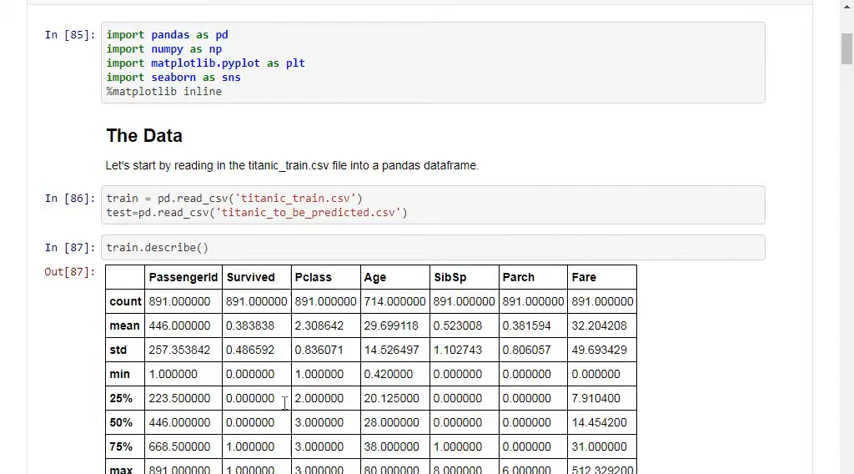 In [85]: import pandas as pd
import numpy as np
import matplotlib.pyplot as plt
import seaborn as sns
%matplotlib inline
The Data
Let's start by reading in the titanic_train.csv file into a pandas dataframe.
In [86]: train = pd.read_csv('titanic_train.csv')
test=pd.read_csv('titanic_to_be_predicted.csv')
In [87]: train.describe()
Out[87]:
PassengerId Survived Pclass Age SibSp Parch Fare
count 891.000000 891.000000 891.000000 714.000000 891.000000 891.000000 891.000000
mean 446.000000 0.383838 2.308642 29.699118 0.523008 0.381594 32.204208
std 257.353842 0.486592 0.836071 14.526497 1.102743 0.806057 49.693429
min 1.000000 0.000000 1.000000 0.420000 0.000000 0.000000 0.000000
25% 223.500000 0.000000 2.000000 20.125000 0.000000 0.000000 7.910400
50% 446.000000 0.000000 3.000000 28.000000 0.000000 0.000000 14.454200
75% 668.500000 1.000000 3.000000 38.000000 1.000000 0.000000 31.000000
max 891.000000 1.000000 3.000000 80.000000 8.000000 6.000000 512.329200